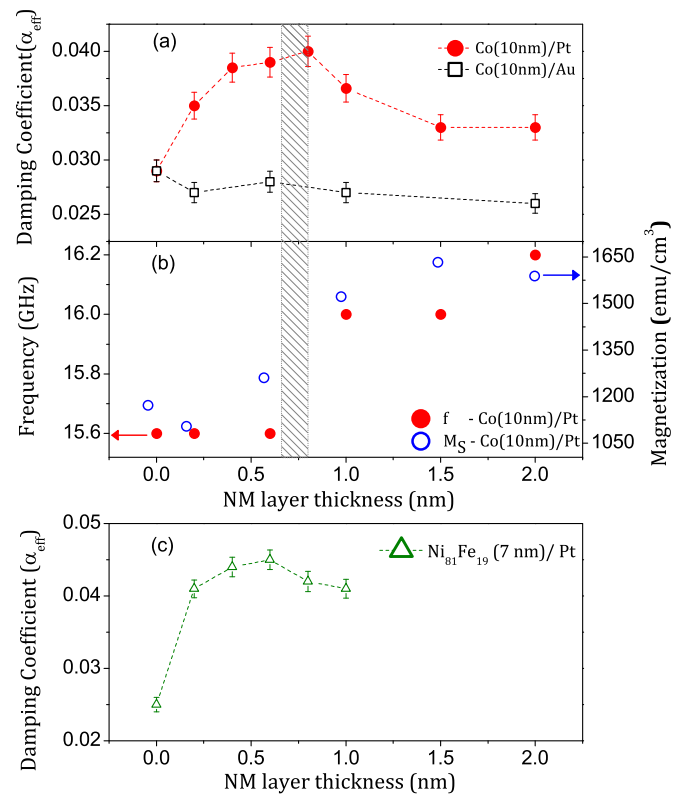 (a)
Co(10nm)/Pt
Co(10nm)/Au
Damping Coefficient(α_eff)
0.040
0.035
0.030
0.025
(b)
16.2
16.0
15.8
15.6
Frequency (GHz)
1650
1500
1350
1200
1050
Magnetization (emu/cm³)
f - Co(10nm)/Pt
M_S - Co(10nm)/Pt
0.0 0.5 1.0 1.5 2.0
NM layer thickness (nm)
(c)
Ni₈₁Fe₁₉ (7 nm)/ Pt
Damping Coefficient (α_eff)
0.05
0.04
0.03
0.02
0.0 0.5 1.0 1.5 2.0
NM layer thickness (nm)